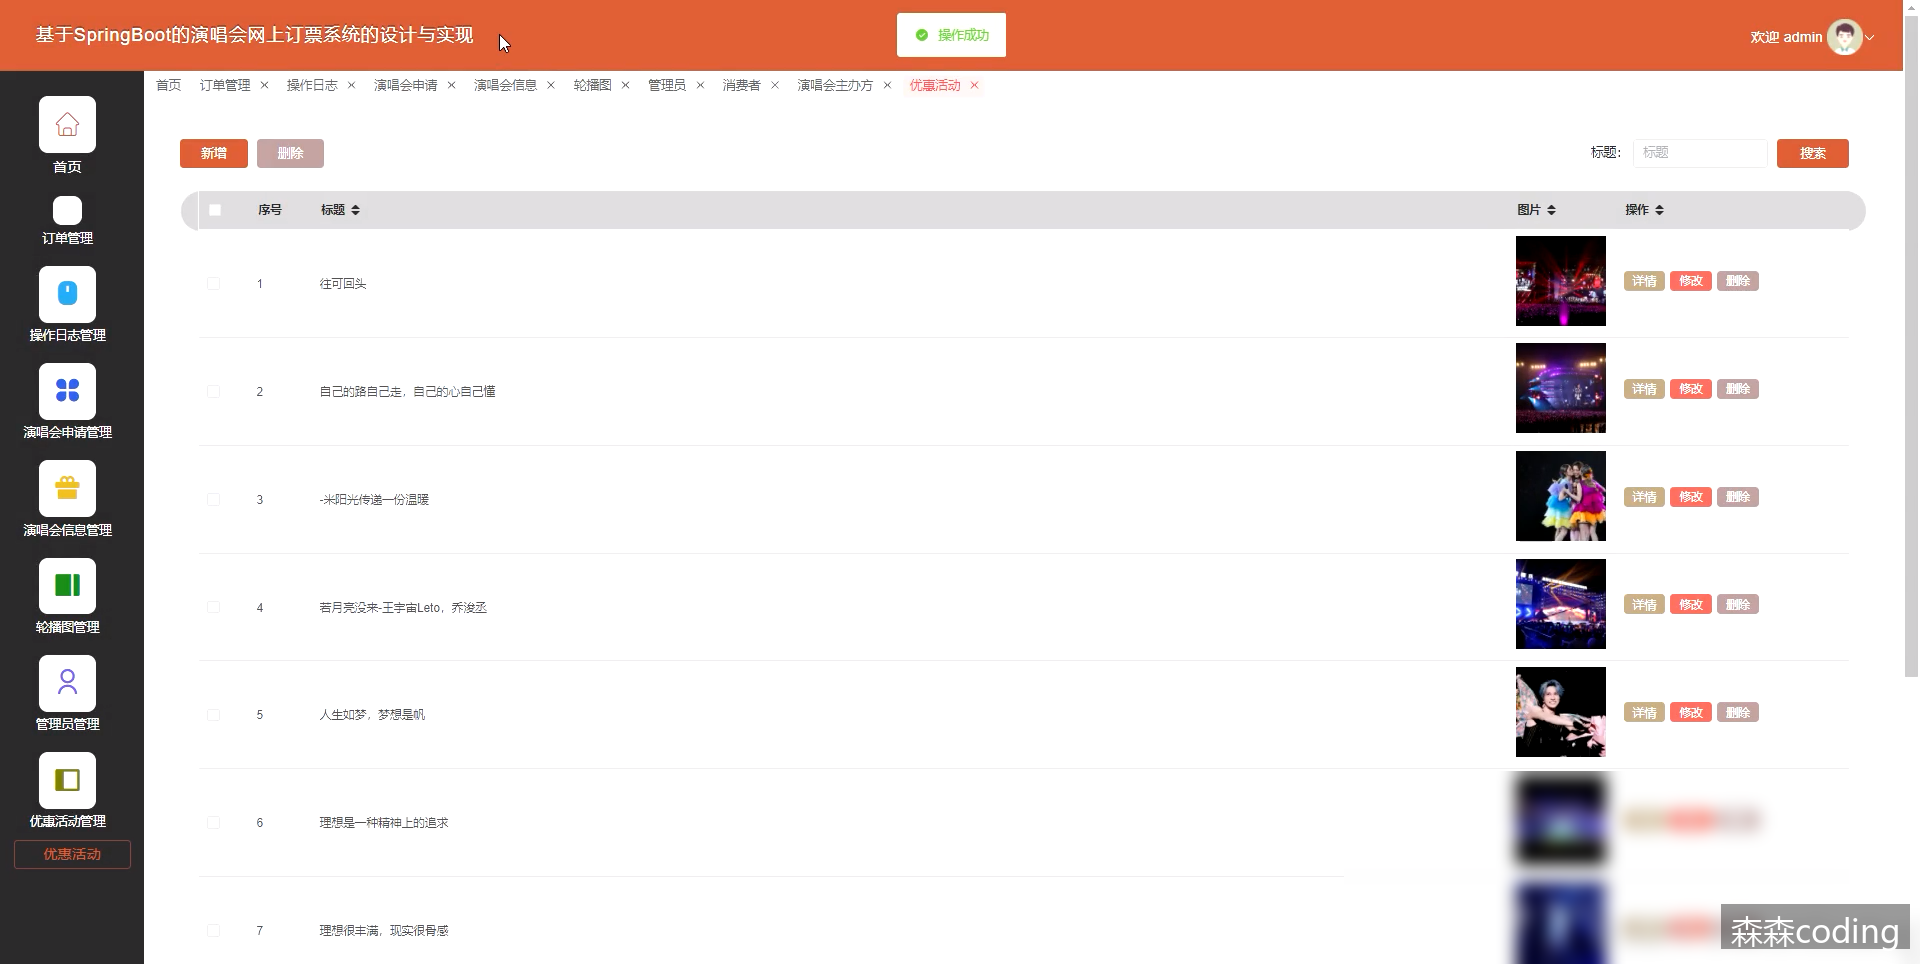 基于SpringBoot的演唱会网上订票系统的设计与实现
操作成功
欢迎 admin
首页 订单管理 操作日志 演唱会申请 演唱会信息 轮播图 管理员 消费者 演唱会主办方 优惠活动
首页
订单管理
操作日志管理
演唱会申请管理
演唱会信息管理
轮播图管理
管理员管理
优惠活动管理
优惠活动
新增 删除 标题： 标题 搜索
序号 标题 图片 操作
1 往可回头 详情 修改 删除
2 自己的路自己走，自己的心自己懂 详情 修改 删除
3 -米阳光传递一份温暖 详情 修改 删除
4 若月亮没来-王宇宙Leto，乔浚丞 详情 修改 删除
5 人生如梦，梦想是帆 详情 修改 删除
6 理想是一种精神上的追求
7 理想很丰满，现实很骨感
森森coding